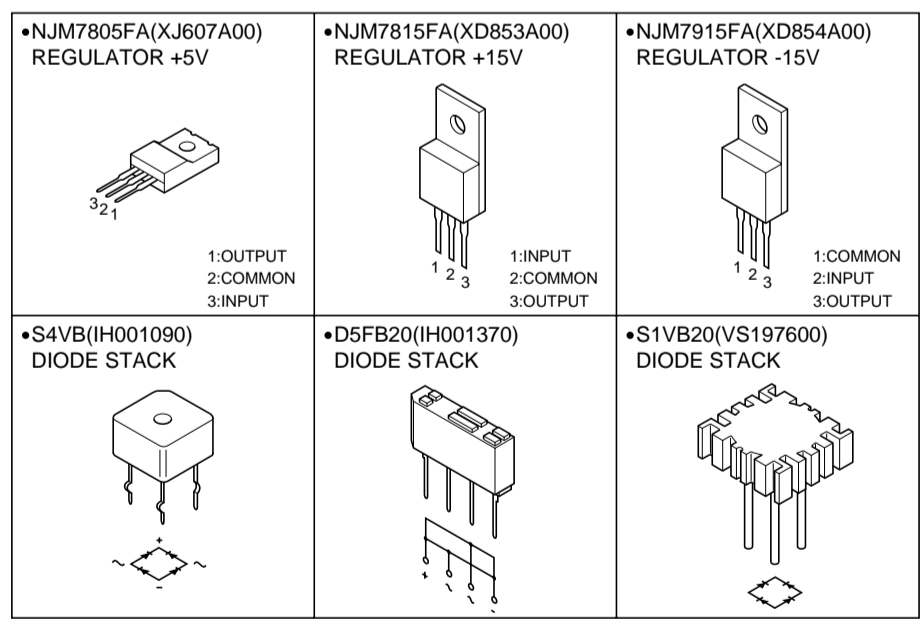 •NJM7805FA(XJ607A00)
REGULATOR +5V
3 2 1
1:OUTPUT
2:COMMON
3:INPUT
•NJM7815FA(XD853A00)
REGULATOR +15V
1 2 3
1:INPUT
2:COMMON
3:OUTPUT
•NJM7915FA(XD854A00)
REGULATOR -15V
1 2 3
1:COMMON
2:INPUT
3:OUTPUT
•S4VB(IH001090)
DIODE STACK
+
~ ~
-
•D5FB20(IH001370)
DIODE STACK
+ ~ ~ -
•S1VB20(VS197600)
DIODE STACK